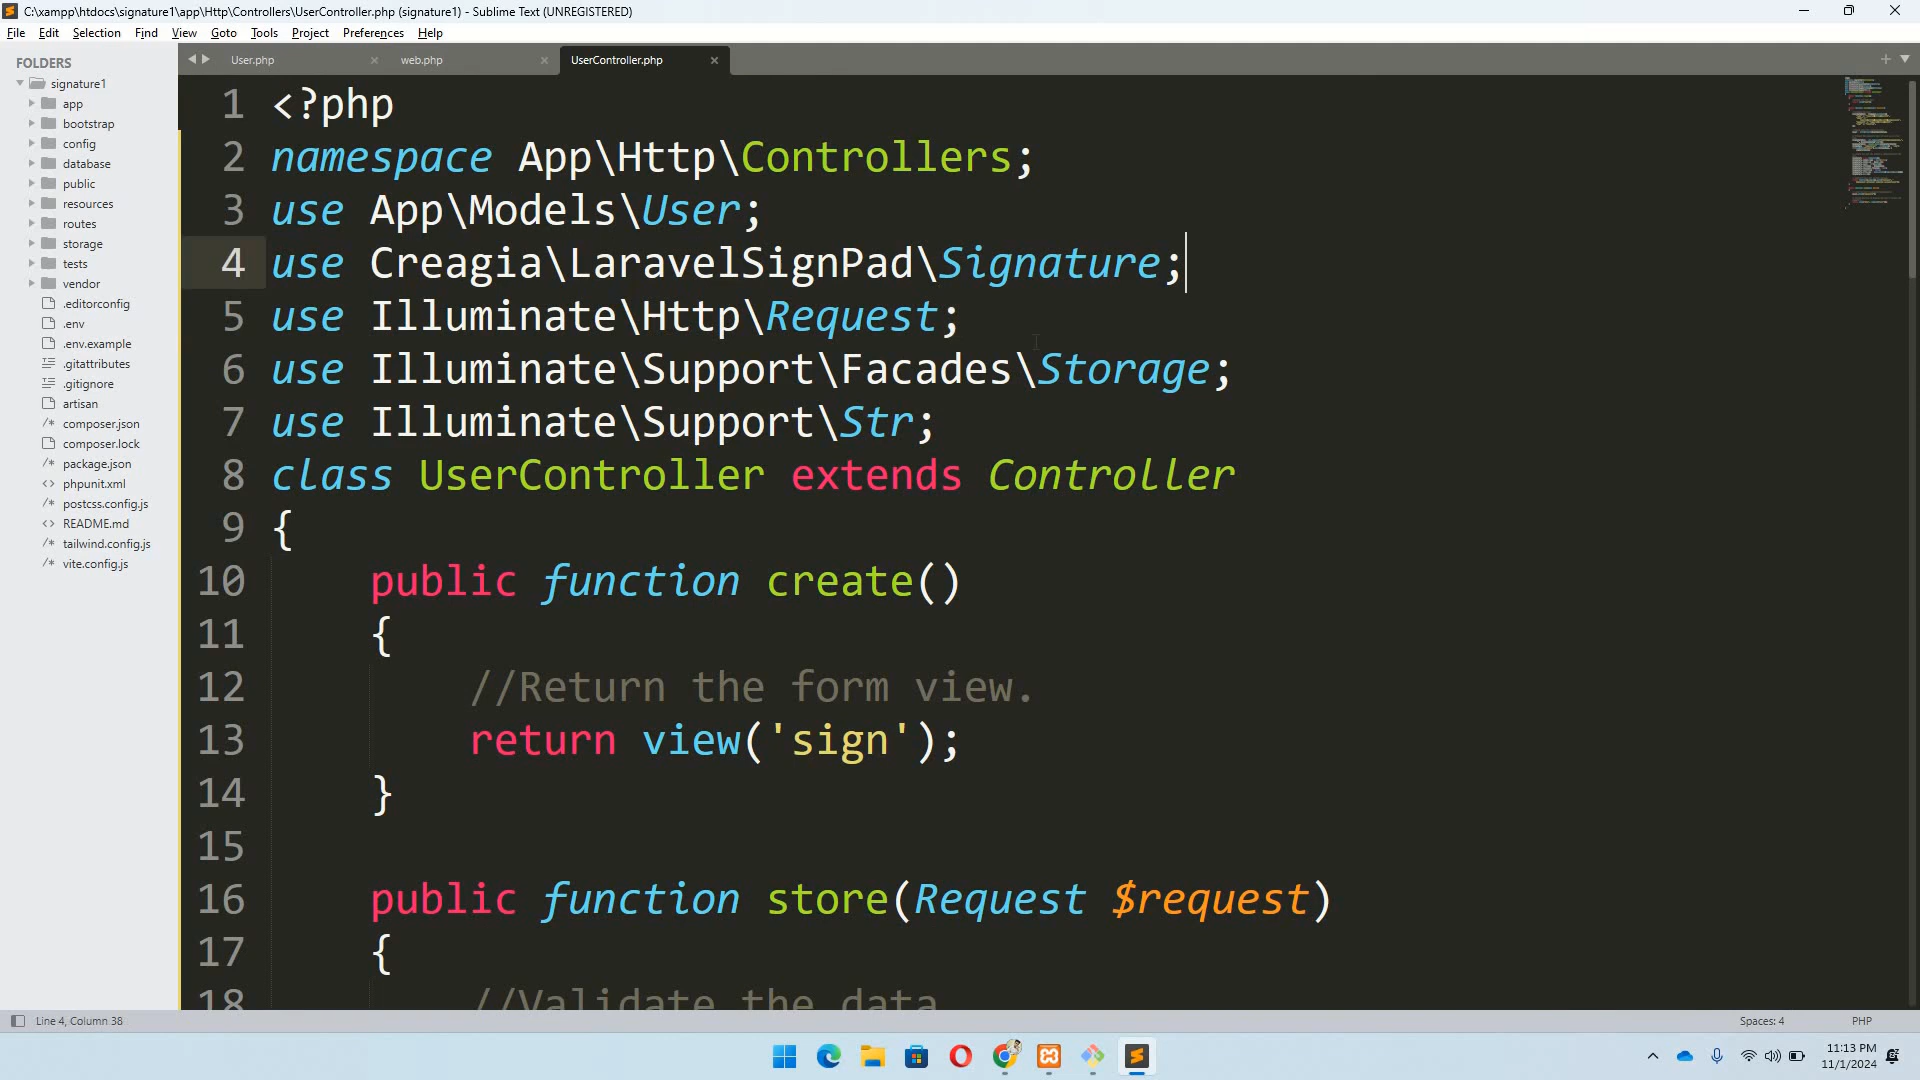 C:\xampp\htdocs\signature1\app\Http\Controllers\UserController.php (signature1) - Sublime Text (UNREGISTERED)
File Edit Selection Find View Goto Tools Project Preferences Help
FOLDERS
signature1
app
bootstrap
config
database
public
resources
routes
storage
tests
vendor
.editorconfig
.env
.env.example
.gitattributes
.gitignore
artisan
/* composer.json
composer.lock
/* package.json
<> phpunit.xml
/* postcss.config.js
<> README.md
/* tailwind.config.js
/* vite.config.js
User.php
web.php
UserController.php
1 <?php
2 namespace App\Http\Controllers;
3 use App\Models\User;
4 use Creagia\LaravelSignPad\Signature;
5 use Illuminate\Http\Request;
6 use Illuminate\Support\Facades\Storage;
7 use Illuminate\Support\Str;
8 class UserController extends Controller
9 {
10 public function create()
11 {
12 //Return the form view.
13 return view('sign');
14 }
15
16 public function store(Request $request)
17 {
18 //Validate the data
Line 4, Column 38
Spaces: 4
PHP
11:13 PM
11/1/2024